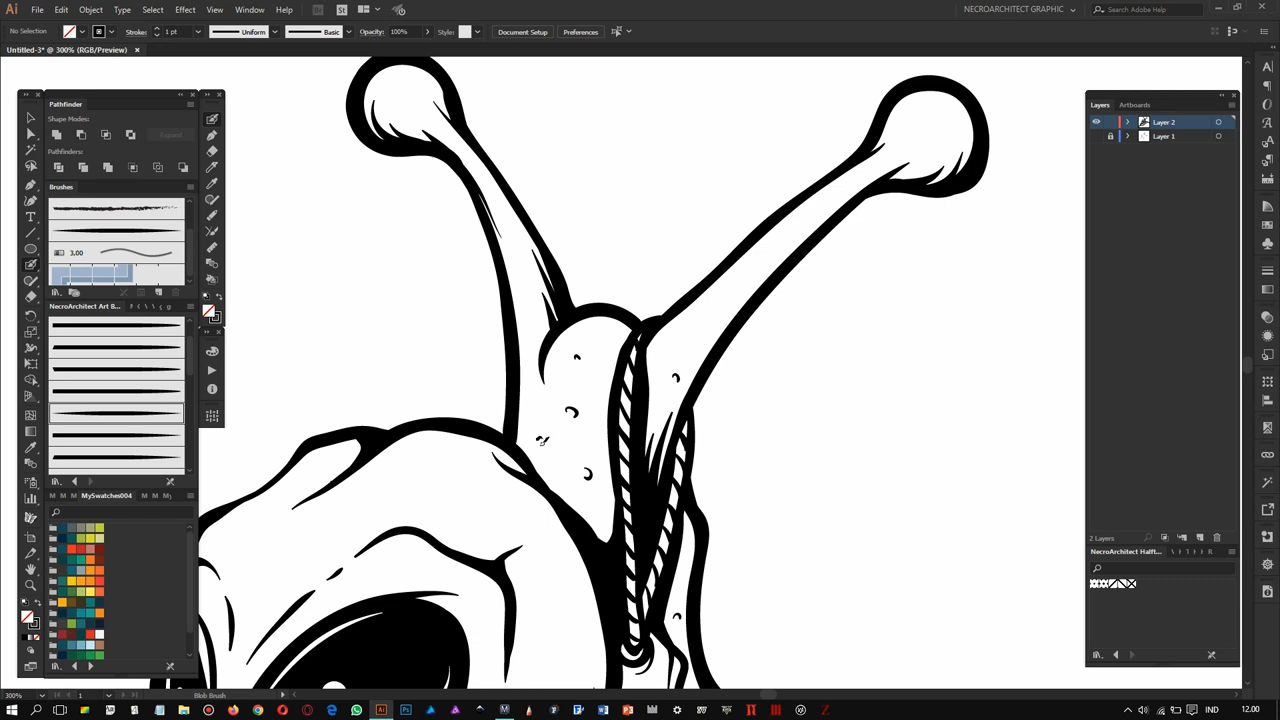 Ai File Edit Object Type Select Effect View Window Help Br St NECROARCHITECT GRAPHIC Search Adobe Help
No Selection Stroke: 1 pt Uniform Basic Opacity: 100% Style: Document Setup Preferences
Untitled-3* @ 300% (RGB/Preview)
Pathfinder
Shape Modes:
Expand
Pathfinders:
Brushes
3,00
NecroArchitect Art B...
MySwatches004
Layers Artboards
Layer 2
Layer 1
2 Layers
NecroArchitect Halft...
300% 1 Blob Brush
IND 12.00